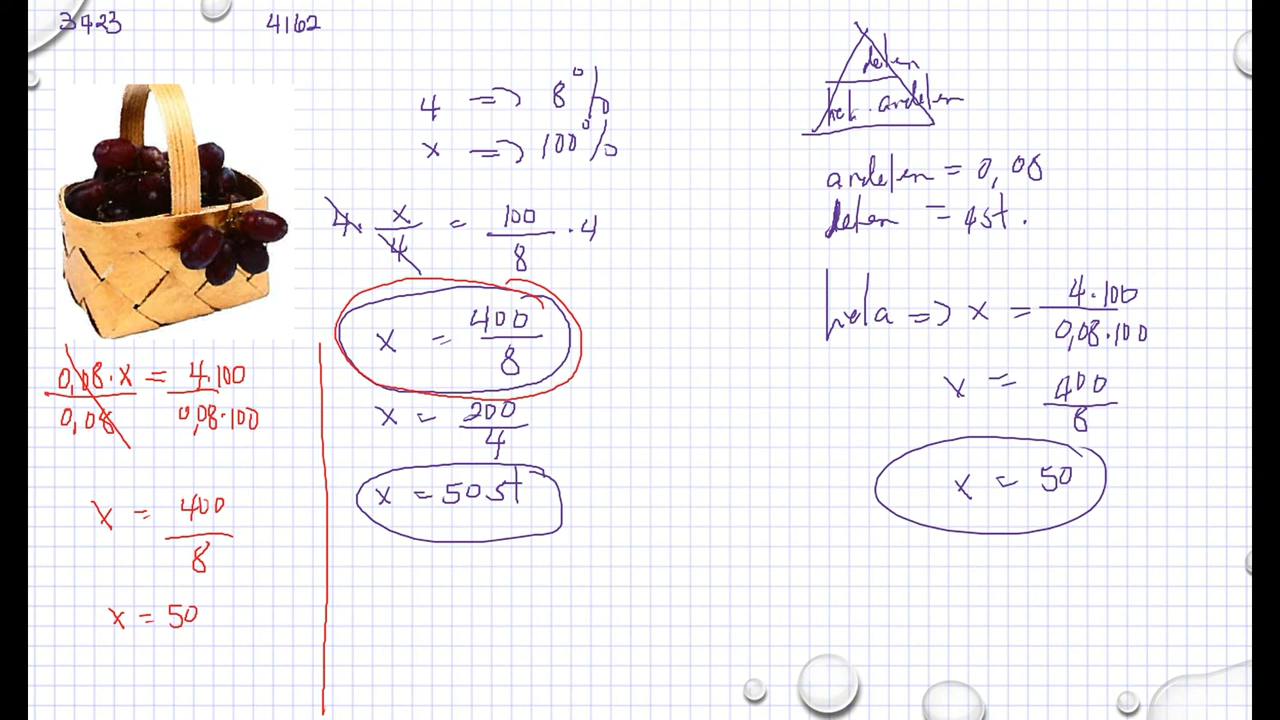 3423 4162
4 => 8%
x => 100%
4 · x/4 = 100/8 · 4
x = 400/8
x = 200/4
x = 50 st
0,08 · x / 0,08 = 4 · 100 / 0,08 · 100
x = 400/8
x = 50
delen
hel · andelen
andelen = 0,08
delen = 4 st.
hela => x = 4 · 100 / 0,08 · 100
x = 400/8
x = 50